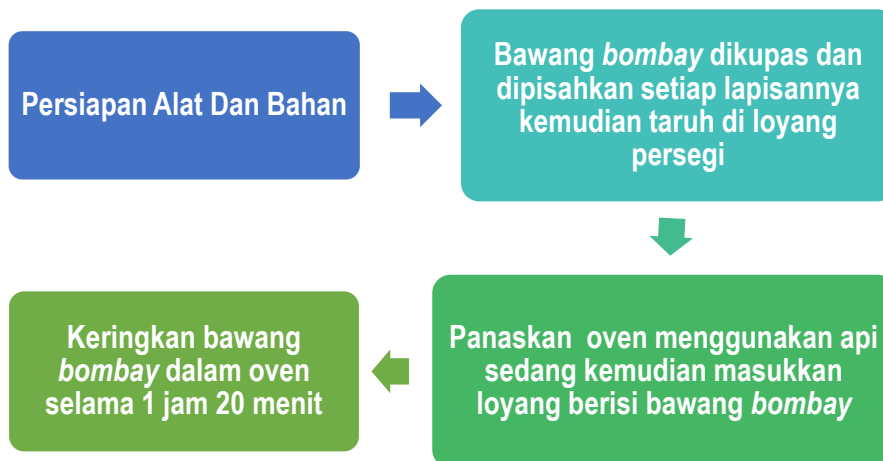 Persiapan Alat Dan Bahan
Bawang bombay dikupas dan
dipisahkan setiap lapisannya
kemudian taruh di loyang
persegi
Panaskan oven menggunakan api
sedang kemudian masukkan
loyang berisi bawang bombay
Keringkan bawang
bombay dalam oven
selama 1 jam 20 menit